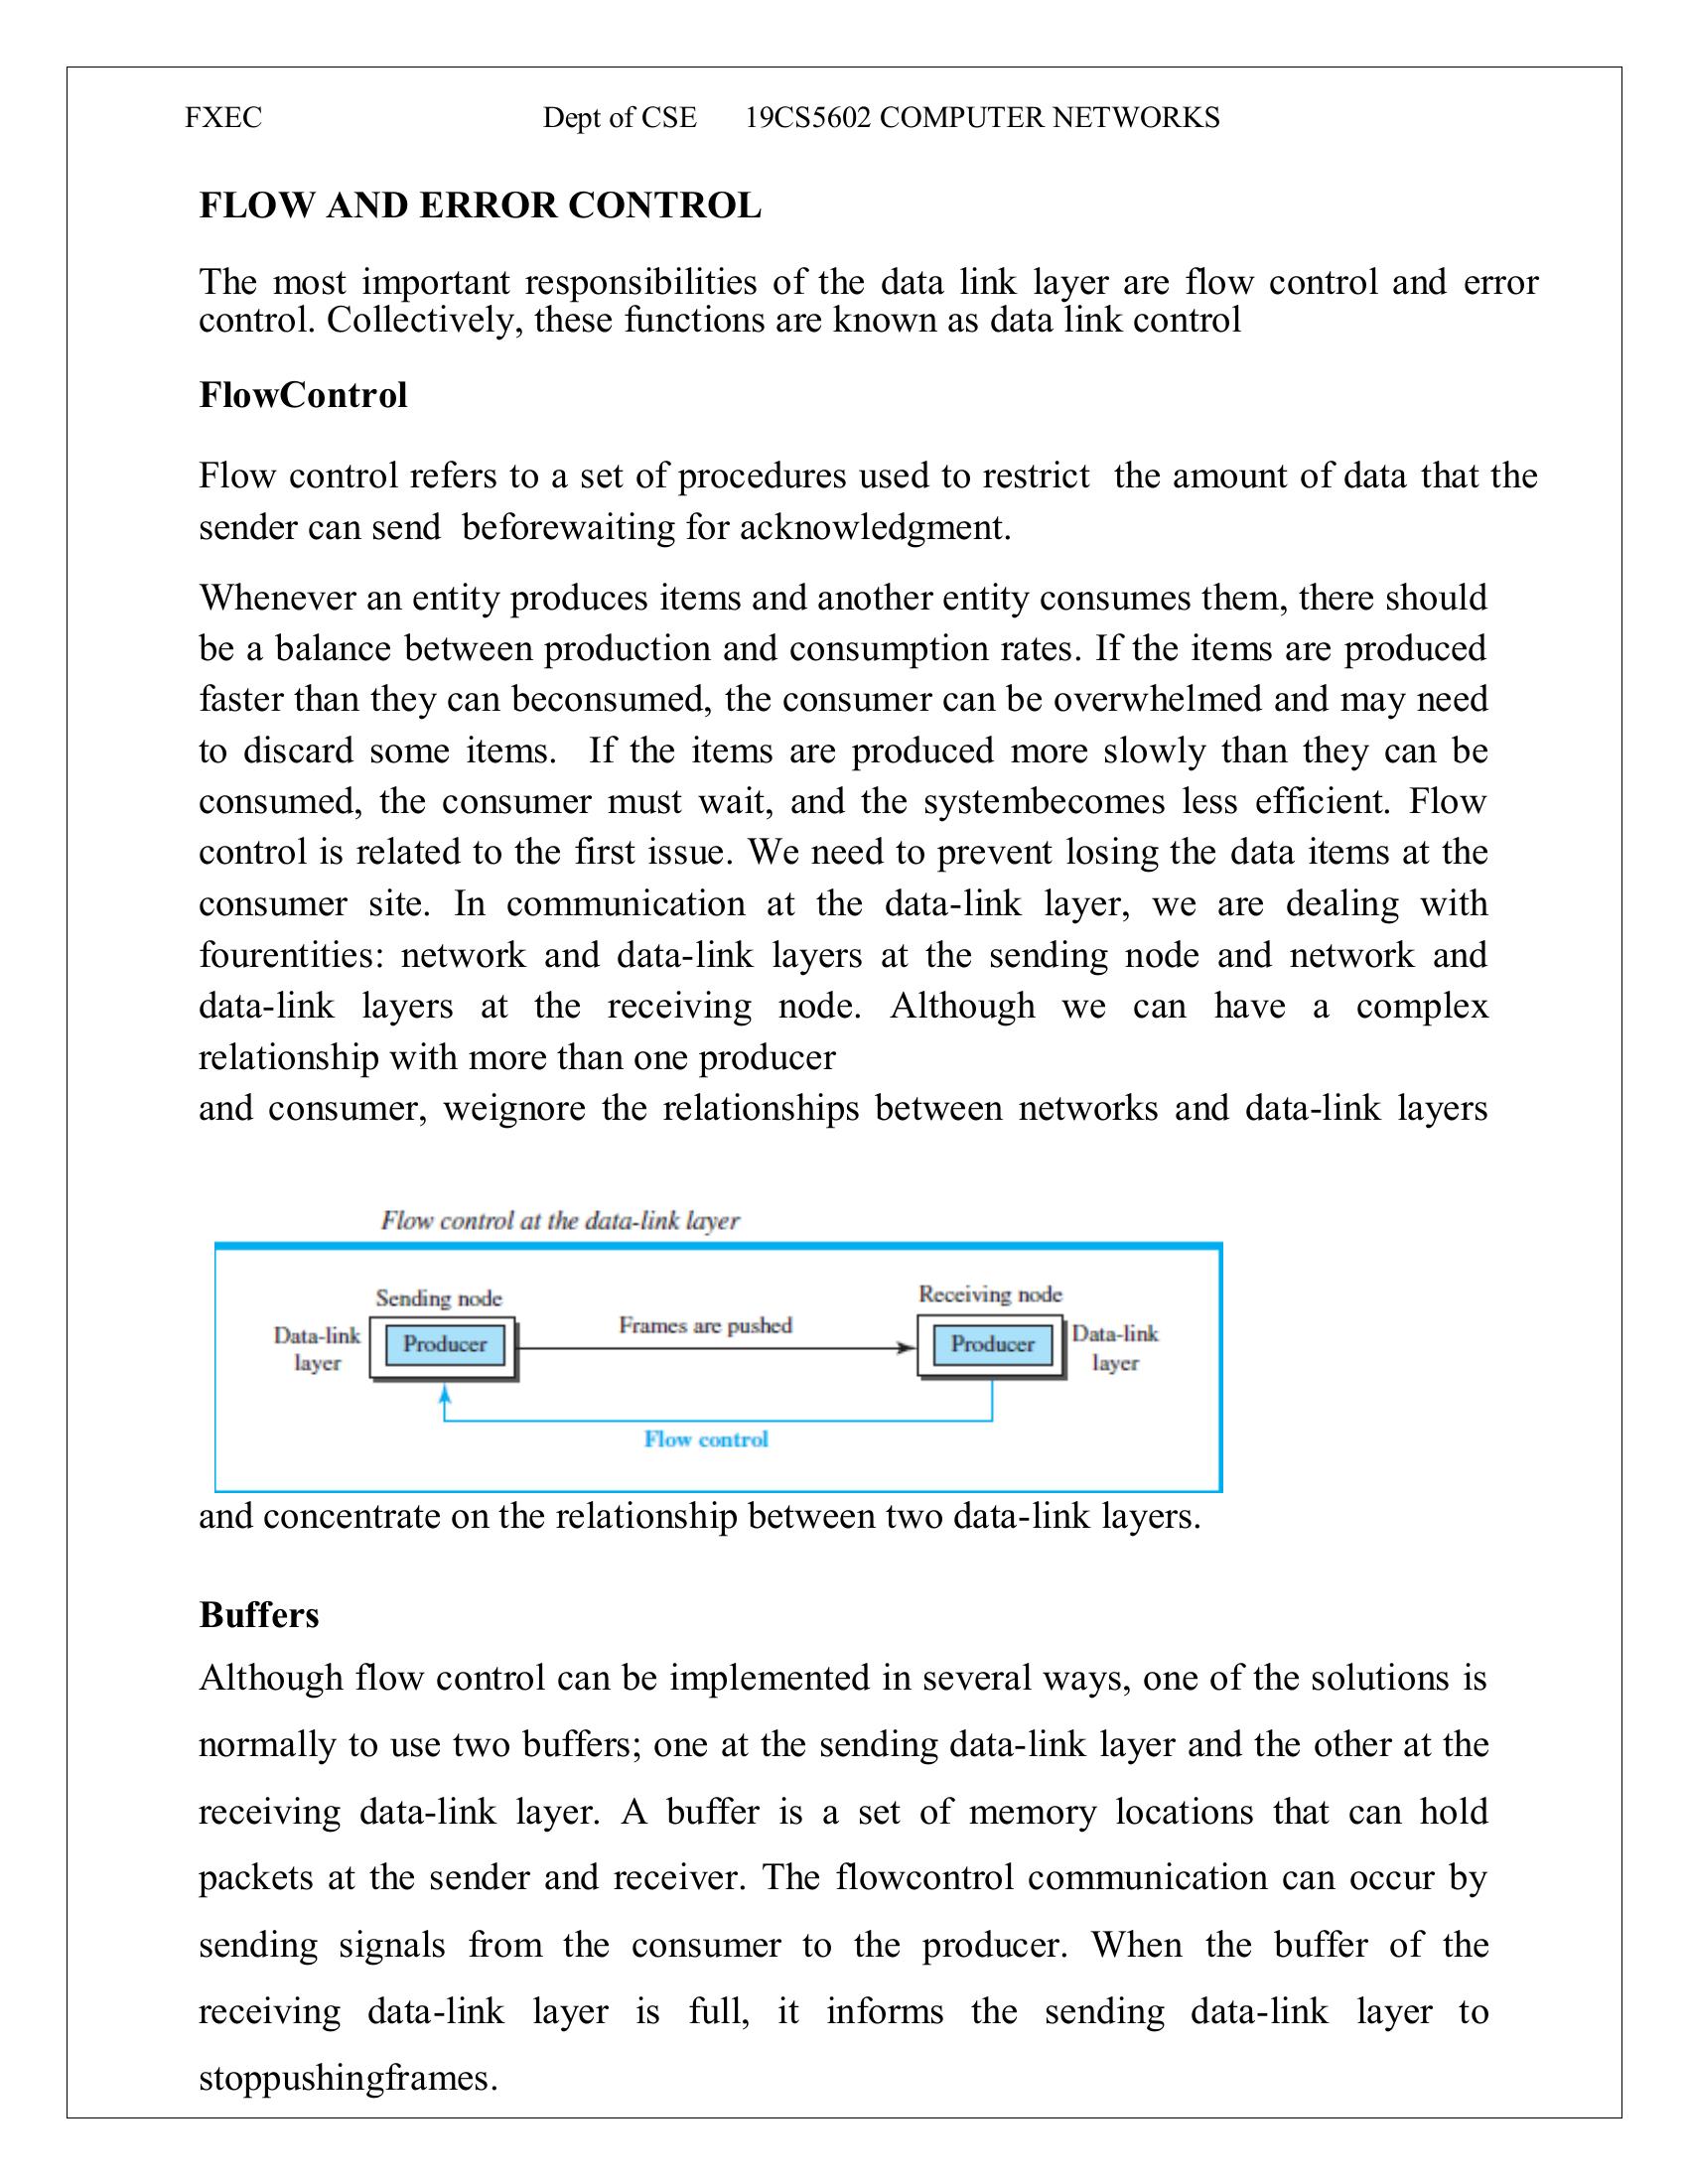 FXEC Dept of CSE 19CS5602 COMPUTER NETWORKS
FLOW AND ERROR CONTROL
The most important responsibilities of the data link layer are flow control and error
control. Collectively, these functions are known as data link control
FlowControl
Flow control refers to a set of procedures used to restrict the amount of data that the
sender can send beforewaiting for acknowledgment.
Whenever an entity produces items and another entity consumes them, there should
be a balance between production and consumption rates. If the items are produced
faster than they can beconsumed, the consumer can be overwhelmed and may need
to discard some items. If the items are produced more slowly than they can be
consumed, the consumer must wait, and the systembecomes less efficient. Flow
control is related to the first issue. We need to prevent losing the data items at the
consumer site. In communication at the data-link layer, we are dealing with
fourentities: network and data-link layers at the sending node and network and
data-link layers at the receiving node. Although we can have a complex
relationship with more than one producer
and consumer, weignore the relationships between networks and data-link layers
Flow control at the data-link layer
Sending node
Receiving node
Data-link
layer
Producer
Frames are pushed
Producer
Data-link
layer
Flow control
and concentrate on the relationship between two data-link layers.
Buffers
Although flow control can be implemented in several ways, one of the solutions is
normally to use two buffers; one at the sending data-link layer and the other at the
receiving data-link layer. A buffer is a set of memory locations that can hold
packets at the sender and receiver. The flowcontrol communication can occur by
sending signals from the consumer to the producer. When the buffer of the
receiving data-link layer is full, it informs the sending data-link layer to
stoppushingframes.